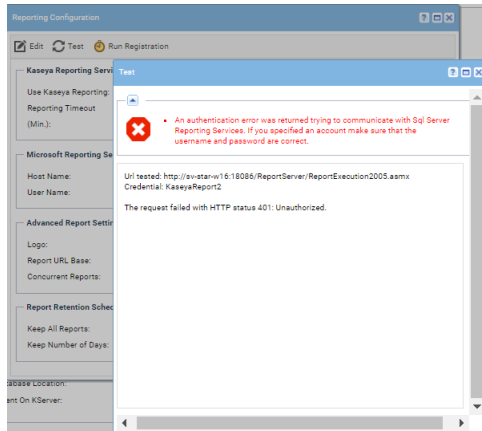 Reporting Configuration
Edit Test Run Registration
Kaseya Reporting Servi
Use Kaseya Reporting:
Reporting Timeout
(Min.):
Microsoft Reporting Se
Host Name:
User Name:
Advanced Report Settin
Logo:
Report URL Base:
Concurrent Reports:
Report Retention Sched
Keep All Reports:
Keep Number of Days:
abase Location:
ent On KServer:
Test
An authentication error was returned trying to communicate with Sql Server
Reporting Services. If you specified an account make sure that the
username and password are correct.
Url tested: http://sv-star-w16:18086/ReportServer/ReportExecution2005.asmx
Credential: KaseyaReport2
The request failed with HTTP status 401: Unauthorized.